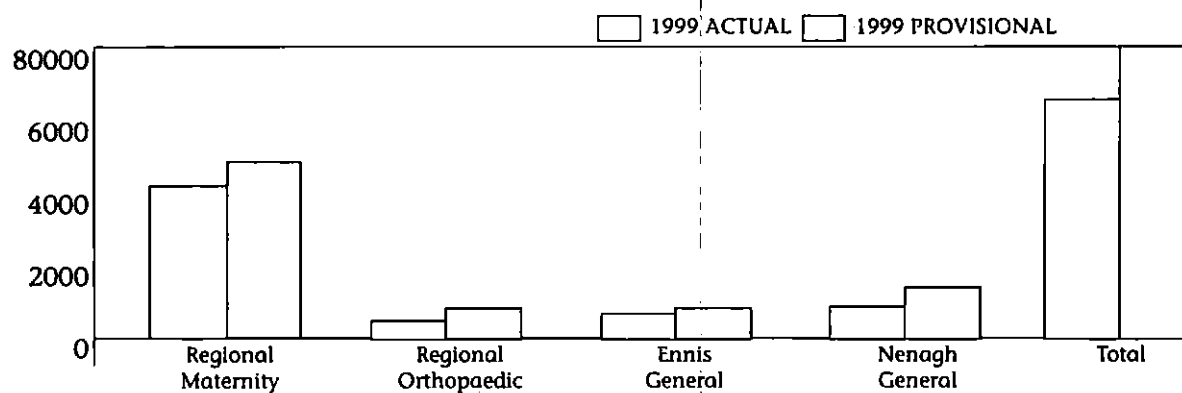 1999 ACTUAL 1999 PROVISIONAL
80000
6000
4000
2000
0
Regional Maternity
Regional Orthopaedic
Ennis General
Nenagh General
Total